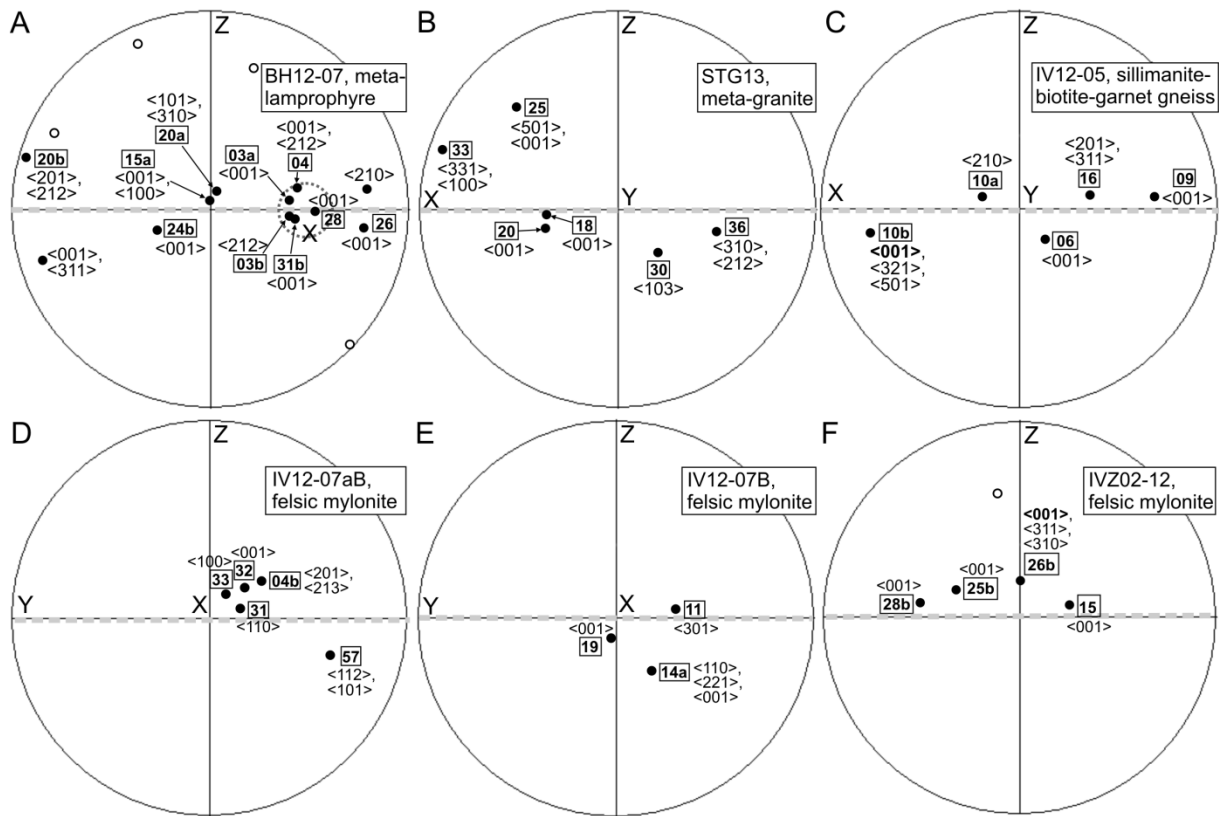 A
Z
BH12-07, meta-
lamprophyre
<101>,
<310>
20a
20b
<201>,
<212>
15a
<001>,
<100>
03a
<001>
<001>,
<212>
04
<210>
<001>
28
26
<001>
X
24b
<001>
<001>,
<311>
<212>
03b
31b
<001>
B
Z
STG13,
meta-granite
25
<501>,
<001>
33
<331>,
<100>
X
Y
20
<001>
18
<001>
36
<310>,
<212>
30
<103>
C
Z
IV12-05, sillimanite-
biotite-garnet gneiss
<210>
10a
<201>,
<311>
16
09
<001>
X
Y
10b
<001>,
<321>,
<501>
06
<001>
D
Z
IV12-07aB,
felsic mylonite
<001>
<100>
32
33
04b
<201>,
<213>
Y
X
31
<110>
57
<112>,
<101>
E
Z
IV12-07B,
felsic mylonite
Y
X
11
<301>
<001>
19
14a
<110>,
<221>,
<001>
F
Z
IVZ02-12,
felsic mylonite
<001>,
<311>,
<310>
26b
<001>
25b
<001>
28b
15
<001>